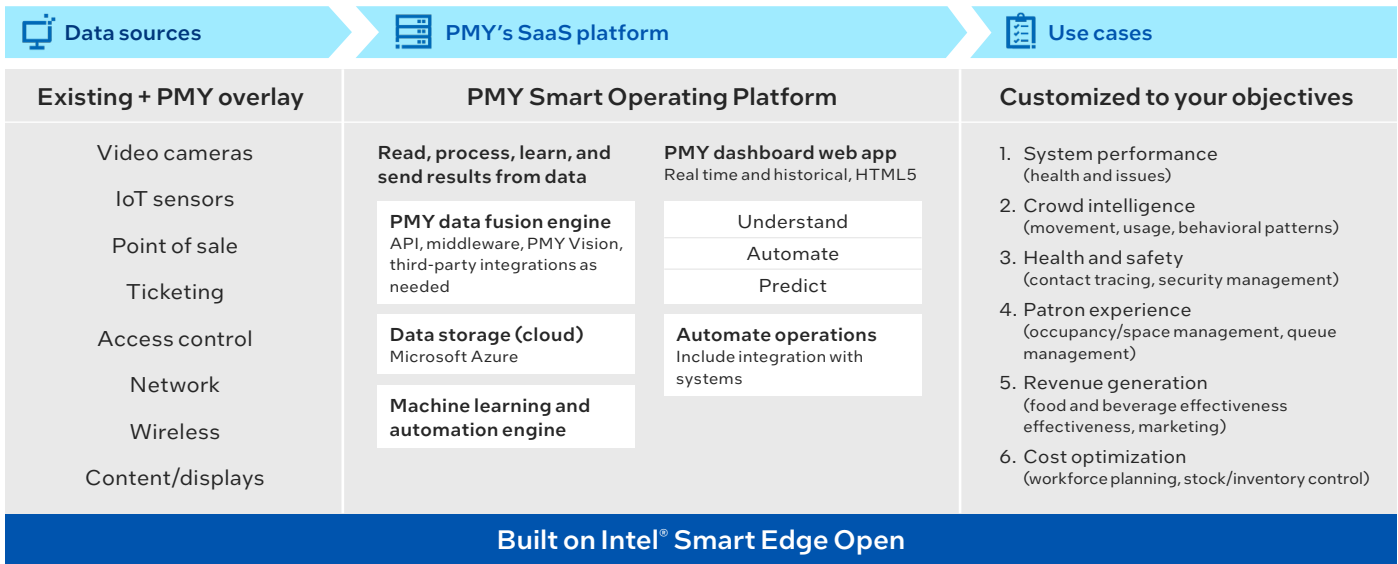 Data sources
PMY's SaaS platform
Use cases
Existing + PMY overlay
Video cameras
IoT sensors
Point of sale
Ticketing
Access control
Network
Wireless
Content/displays
PMY Smart Operating Platform
Read, process, learn, and
send results from data
PMY data fusion engine
API, middleware, PMY Vision,
third-party integrations as
needed
Data storage (cloud)
Microsoft Azure
Machine learning and
automation engine
PMY dashboard web app
Real time and historical, HTML5
Understand
Automate
Predict
Automate operations
Include integration with
systems
Customized to your objectives
1. System performance
(health and issues)
2. Crowd intelligence
(movement, usage, behavioral patterns)
3. Health and safety
(contact tracing, security management)
4. Patron experience
(occupancy/space management, queue
management)
5. Revenue generation
(food and beverage effectiveness
effectiveness, marketing)
6. Cost optimization
(workforce planning, stock/inventory control)
Built on Intel® Smart Edge Open